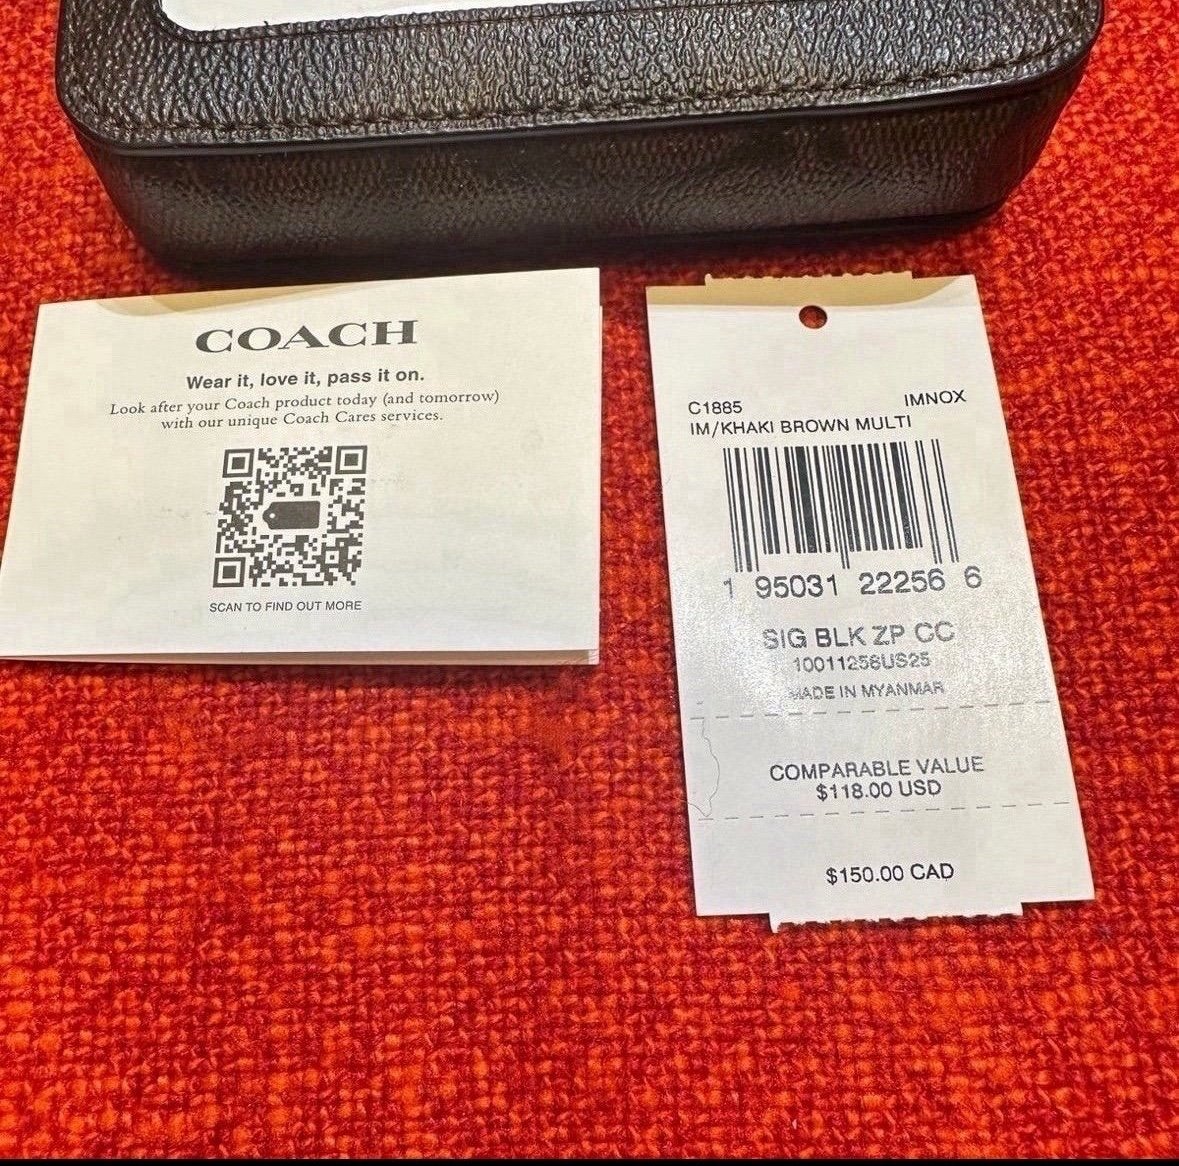 COACH
Wear it, love it, pass it on.
Look after your Coach product today (and tomorrow)
with our unique Coach Cares services.
SCAN TO FIND OUT MORE
C1885 IMNOX
IM/KHAKI BROWN MULTI
1 95031 22256 6
SIG BLK ZP CC
10011256US25
MADE IN MYANMAR
COMPARABLE VALUE
$118.00 USD
$150.00 CAD